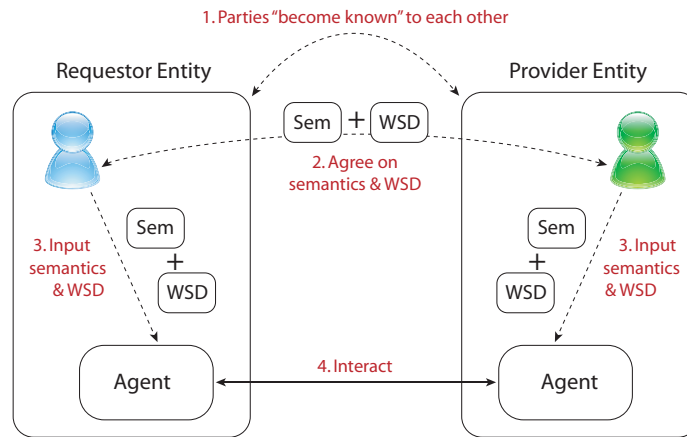 1. Parties “become known” to each other
Requestor Entity
Provider Entity
Sem + WSD
2. Agree on
semantics & WSD
3. Input
semantics
& WSD
Sem
+
WSD
Sem
+
WSD
3. Input
semantics
& WSD
Agent
4. Interact
Agent